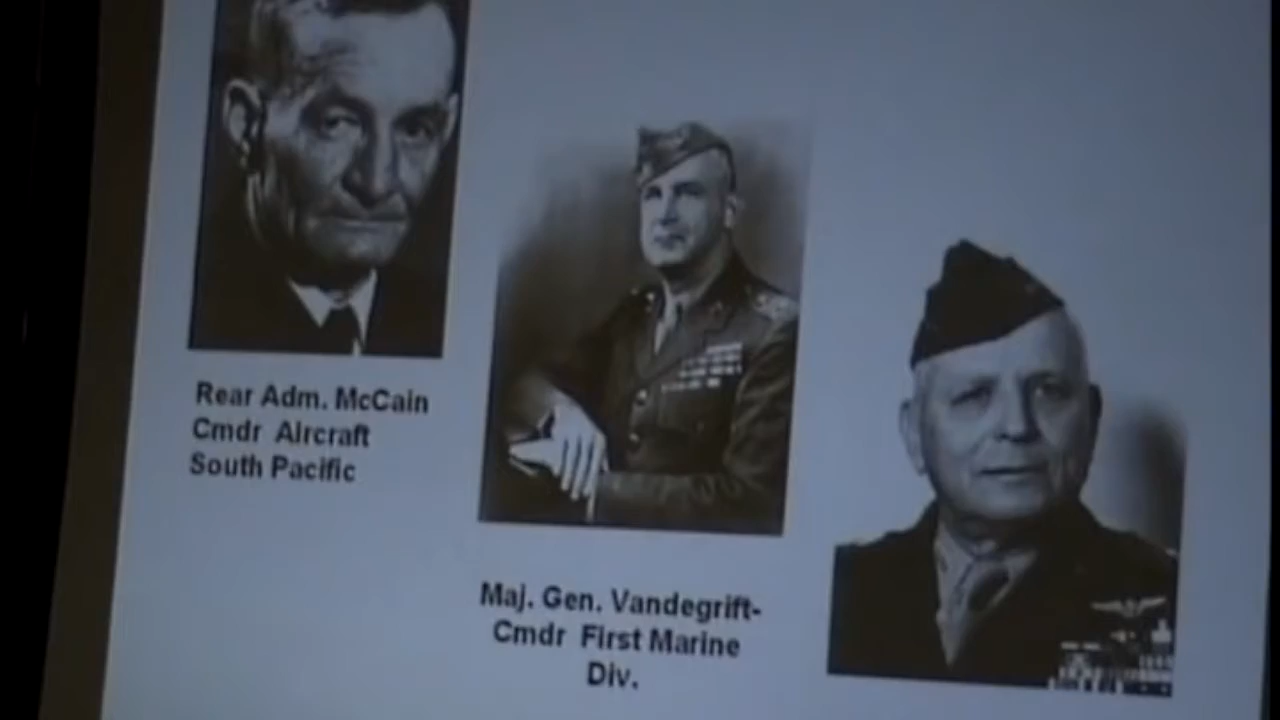 Rear Adm. McCain
Cmdr Aircraft
South Pacific
Maj. Gen. Vandegrift-
Cmdr First Marine
Div.